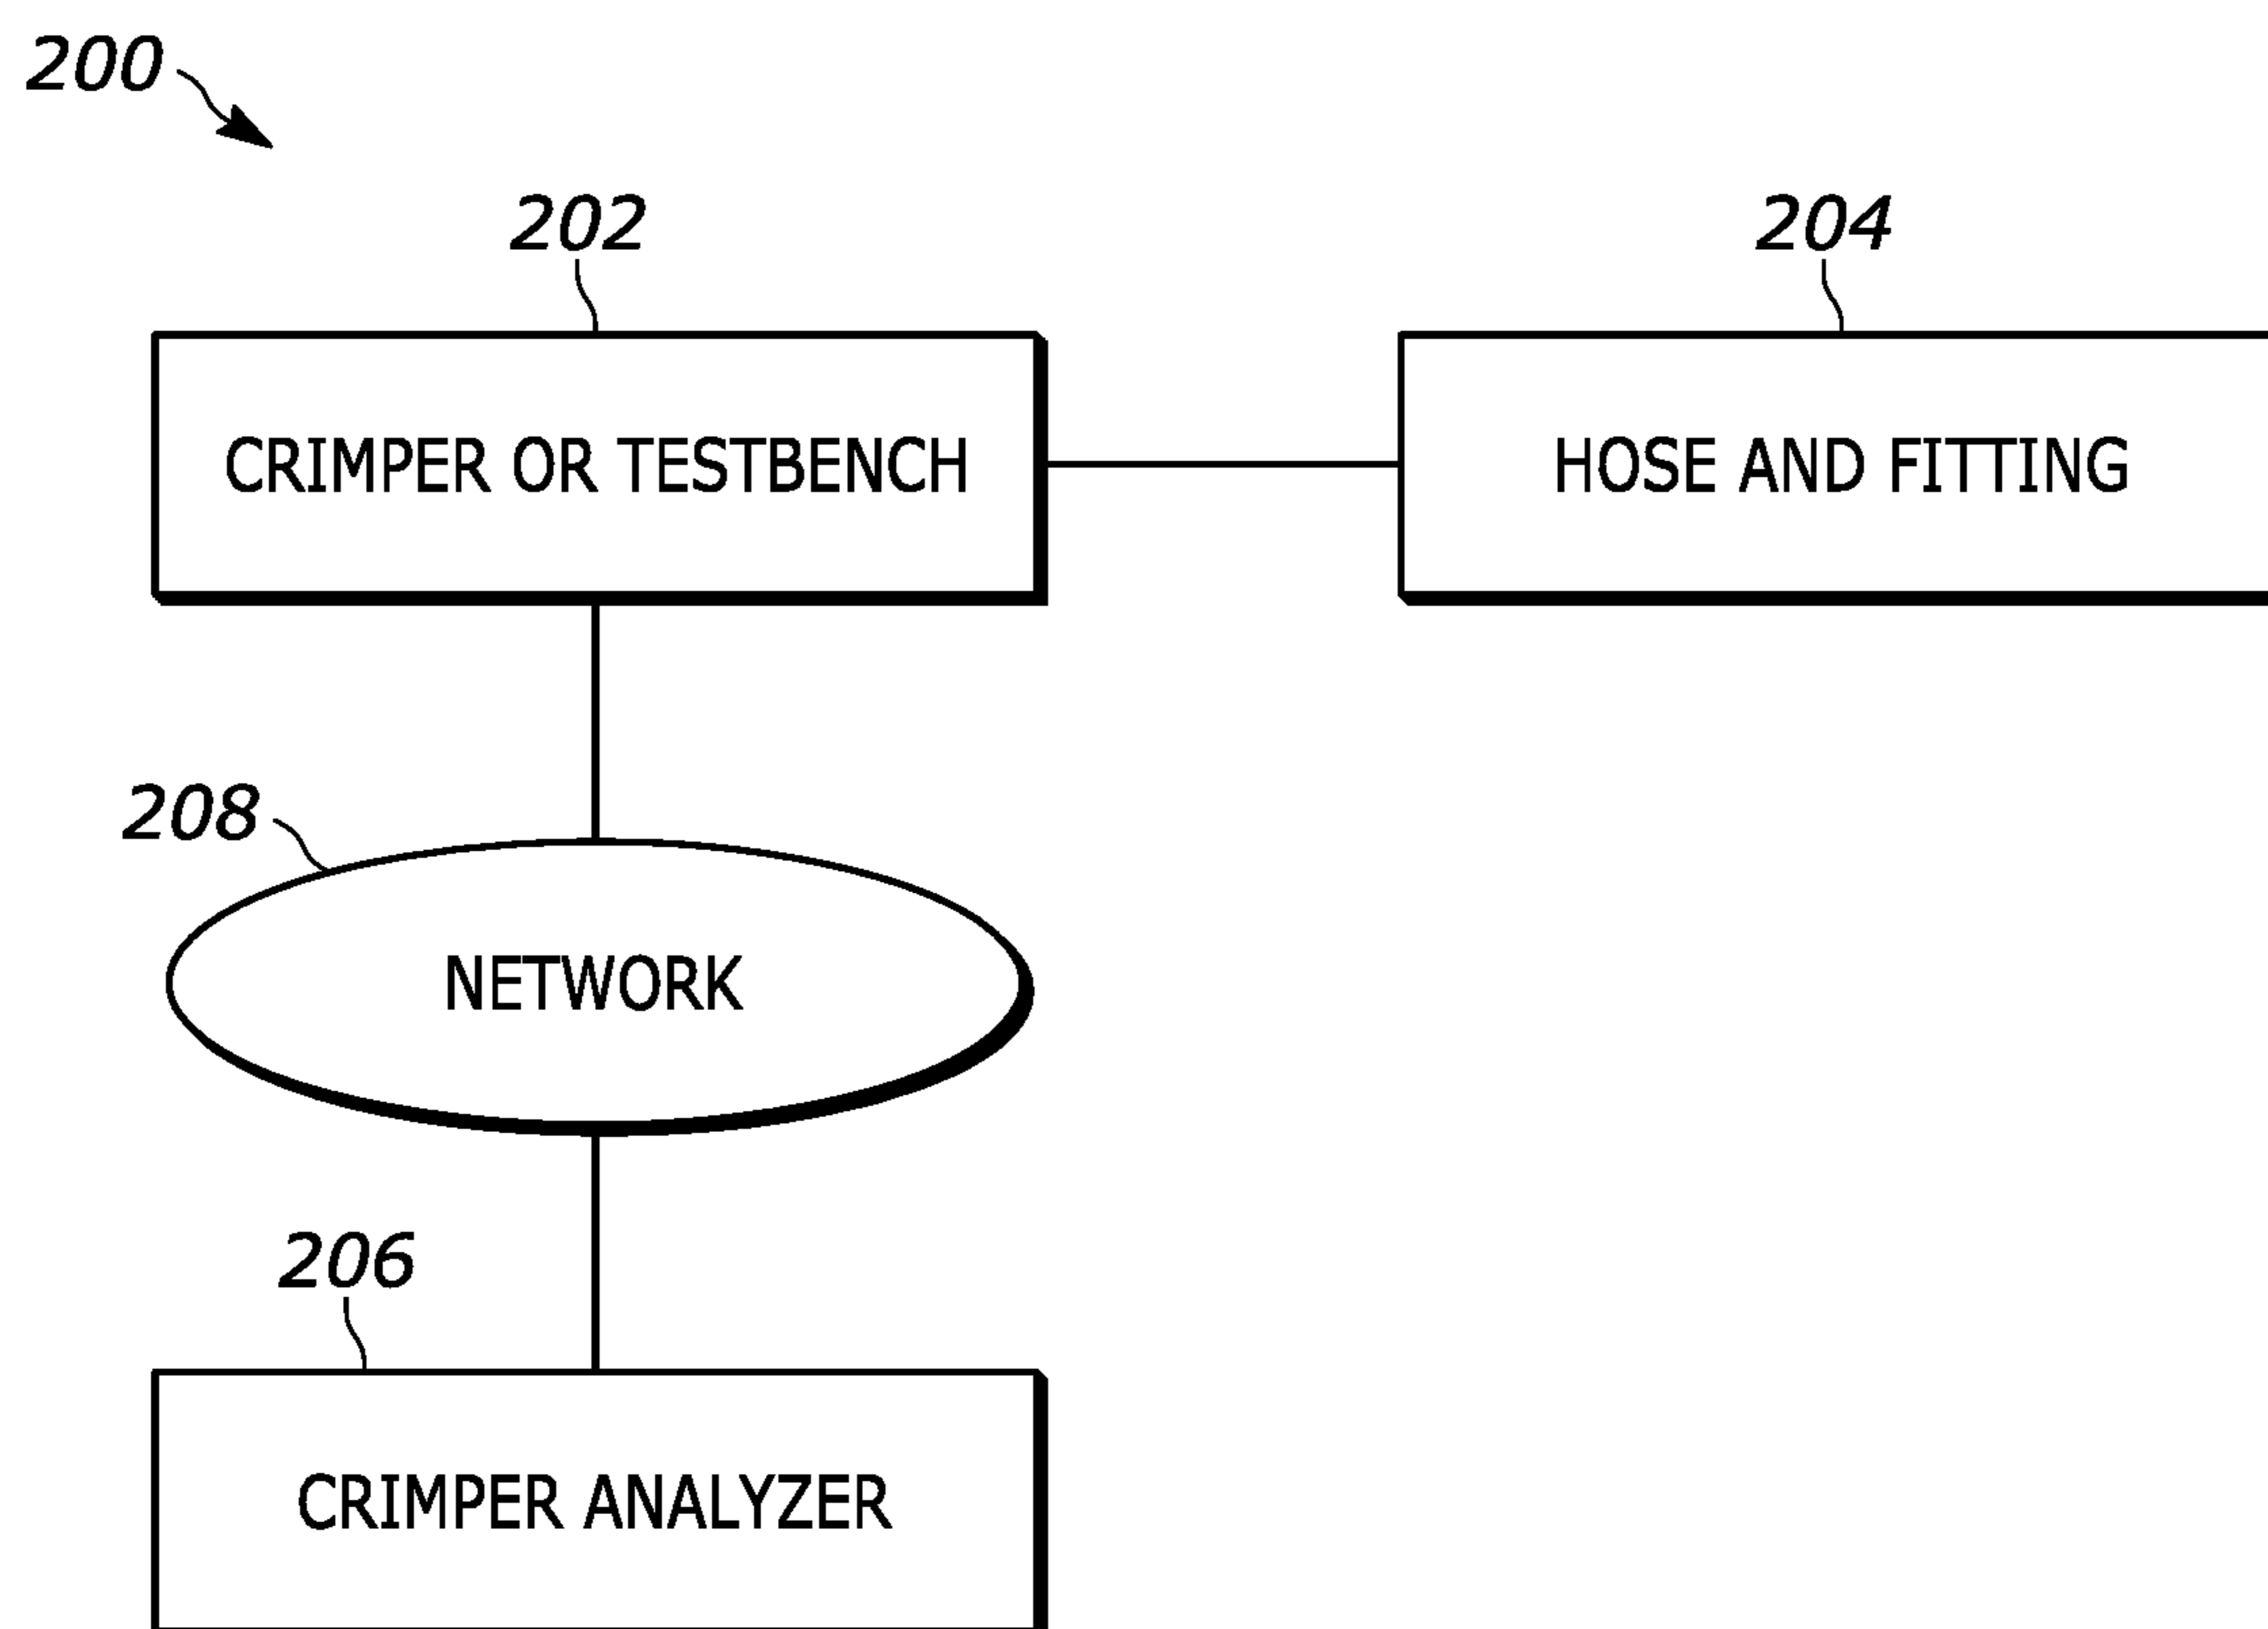 200
202
204
CRIMPER OR TESTBENCH
HOSE AND FITTING
208
NETWORK
206
CRIMPER ANALYZER